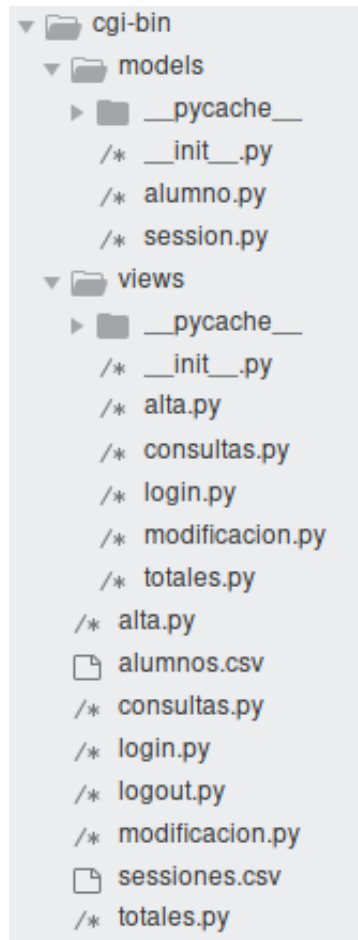 cgi-bin
models
__pycache__
/* __init__.py
/* alumno.py
/* session.py
views
__pycache__
/* __init__.py
/* alta.py
/* consultas.py
/* login.py
/* modificacion.py
/* totales.py
/* alta.py
alumnos.csv
/* consultas.py
/* login.py
/* logout.py
/* modificacion.py
sessiones.csv
/* totales.py